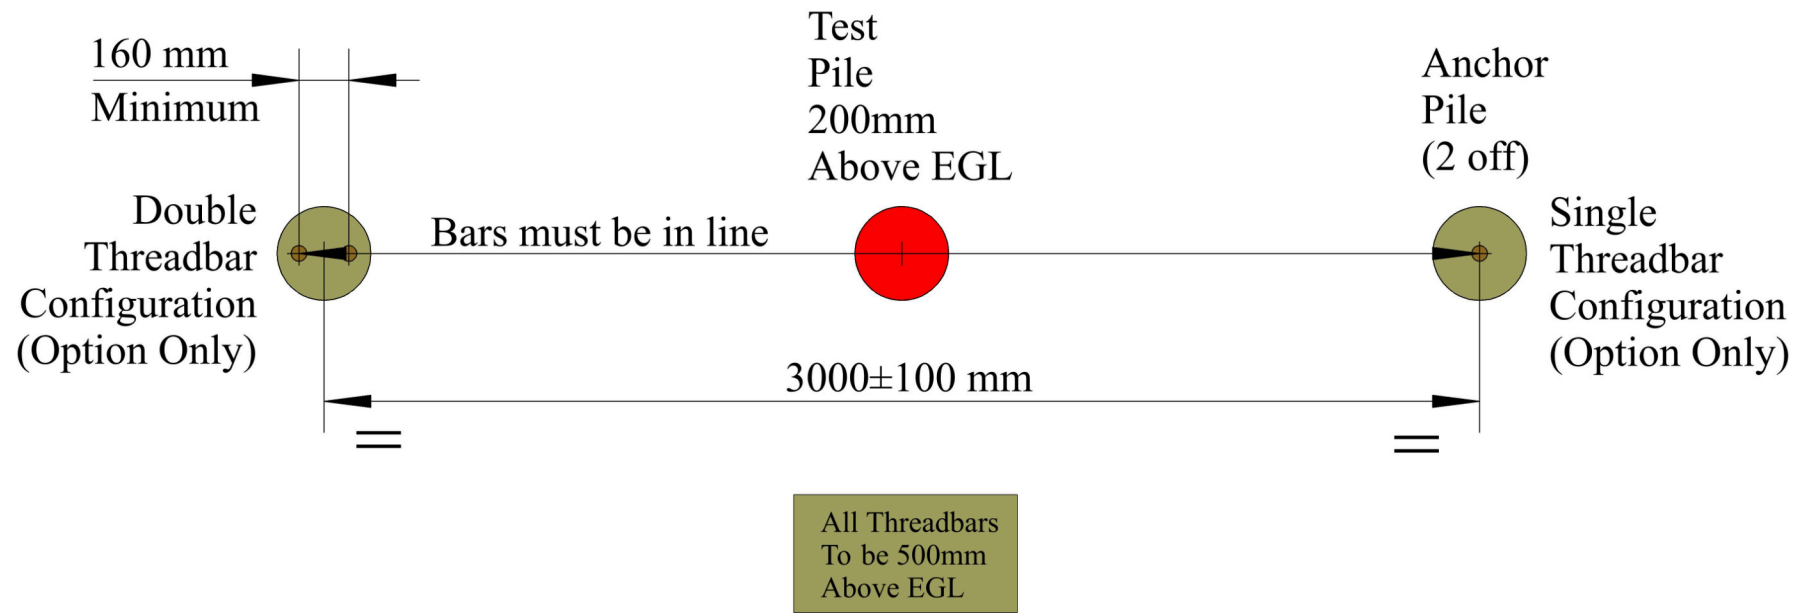 160 mm
Minimum
Test
Pile
200mm
Above EGL
Anchor
Pile
(2 off)
Double
Threadbar
Configuration
(Option Only)
Bars must be in line
Single
Threadbar
Configuration
(Option Only)
3000±100 mm
=
=
All Threadbars
To be 500mm
Above EGL